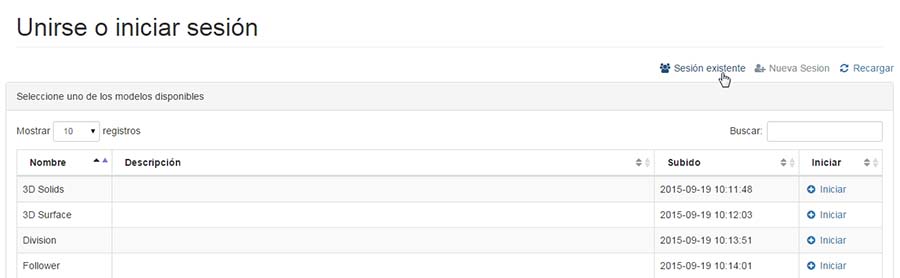 Unirse o iniciar sesión
Sesión existente Nueva Sesion Recargar
Seleccione uno de los modelos disponibles
Mostrar 10 registros Buscar:
Nombre Descripción Subido Iniciar
3D Solids 2015-09-19 10:11:48 Iniciar
3D Surface 2015-09-19 10:12:03 Iniciar
Division 2015-09-19 10:13:51 Iniciar
Follower 2015-09-19 10:14:01 Iniciar